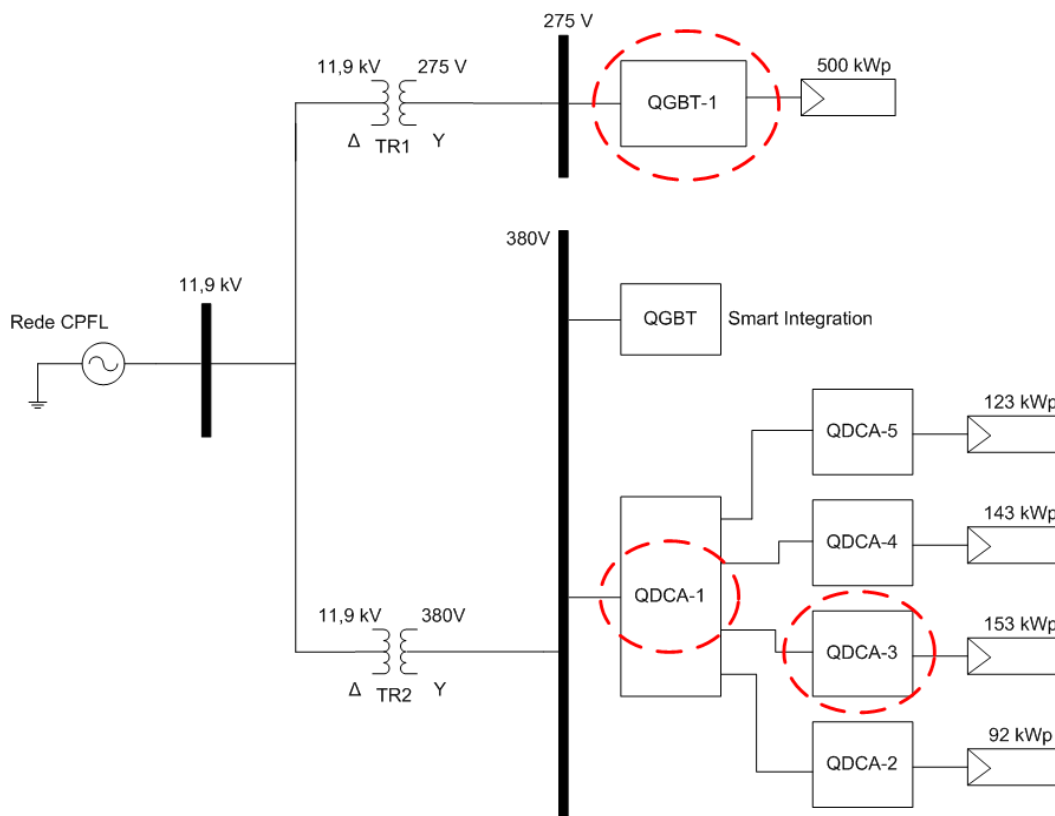 275 V
11,9 kV
275 V
500 kWp
QGBT-1
Δ
TR1
Y
380V
11,9 kV
QGBT
Smart Integration
Rede CPFL
123 kWp
QDCA-5
143 kWp
QDCA-4
QDCA-1
11,9 kV
380V
153 kWp
QDCA-3
Δ
TR2
Y
92 kWp
QDCA-2